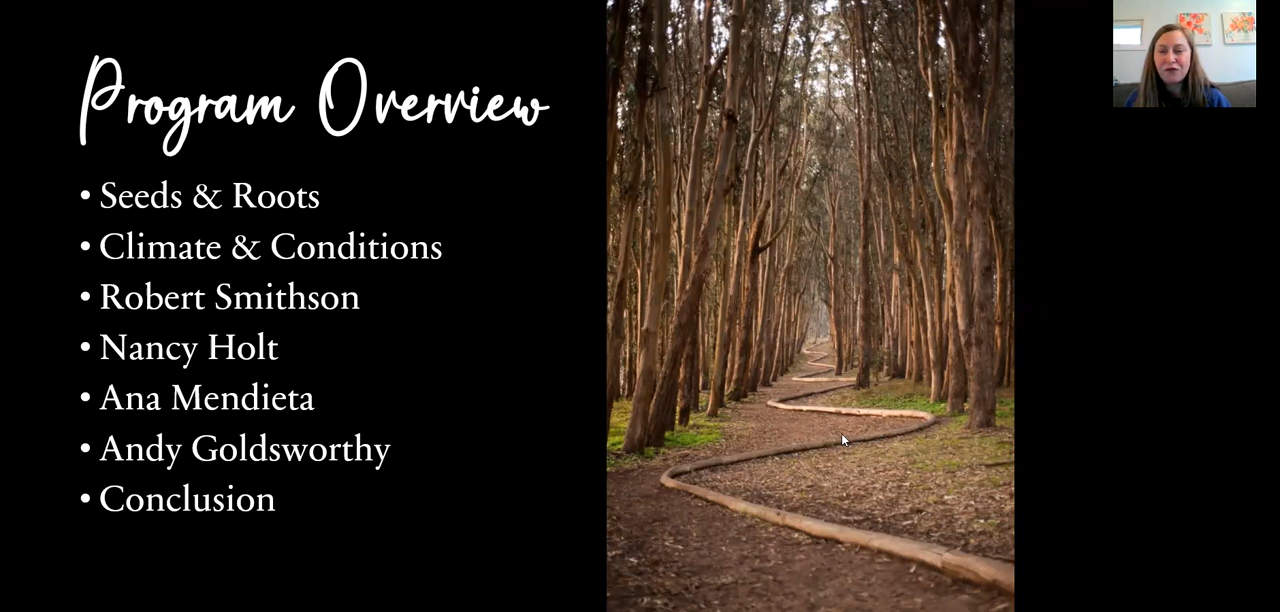 Program Overview
• Seeds & Roots
• Climate & Conditions
• Robert Smithson
• Nancy Holt
• Ana Mendieta
• Andy Goldsworthy
• Conclusion